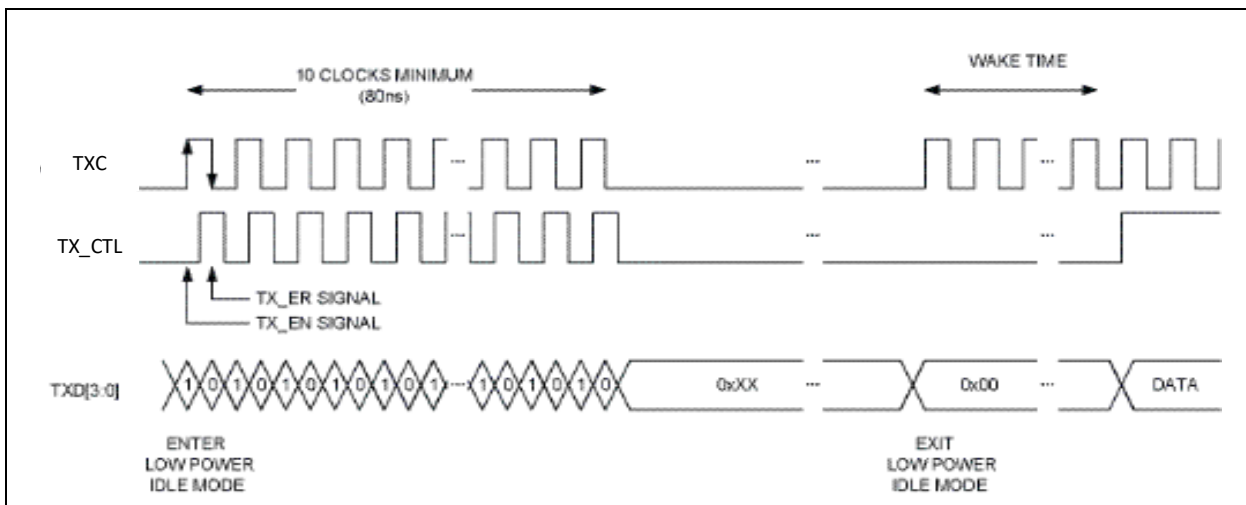 10 CLOCKS MINIMUM
(80ns)
WAKE TIME
TXC
...
...
...
TX_CTL
...
...
...
TX_ER SIGNAL
TX_EN SIGNAL
TXD[3:0]
1 0 1 0 1 0 1 0 1 0 1 ... 1 0 1 0 1 0
0xXX
...
0x00
...
DATA
ENTER
LOW POWER
IDLE MODE
EXIT
LOW POWER
IDLE MODE